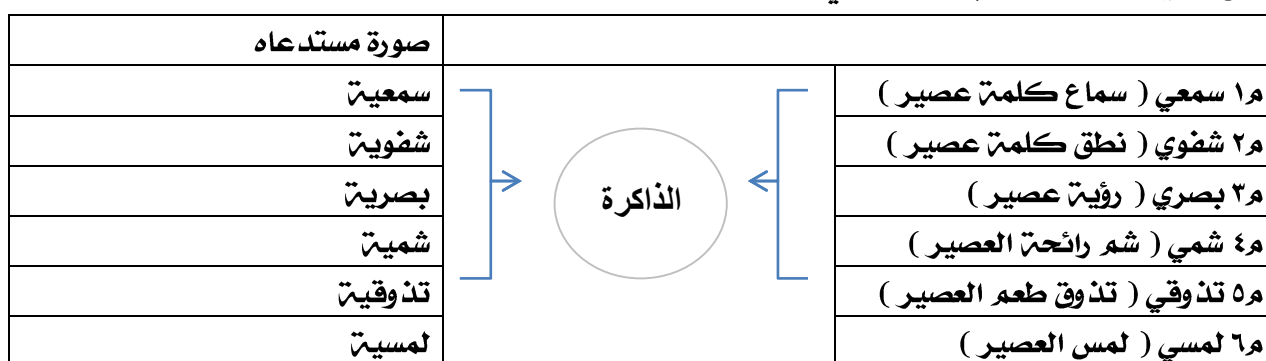 صورة مستدعاه
م١ سمعي ( سماع كلمة عصير ) سمعية
م٢ شفوي ( نطق كلمة عصير ) شفوية
م٣ بصري ( رؤية عصير ) الذاكرة بصرية
م٤ شمي ( شم رائحة العصير ) شمية
م٥ تذوقي ( تذوق طعم العصير ) تذوقية
م٦ لمسي ( لمس العصير ) لمسية